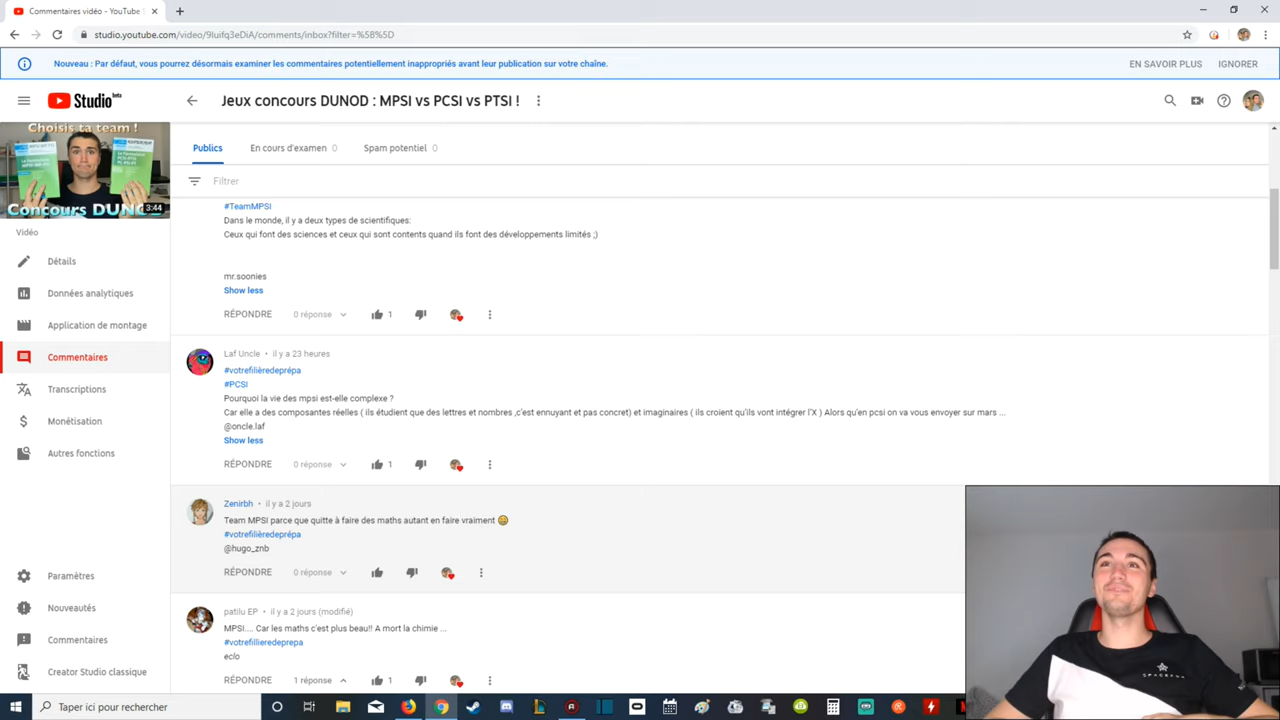 Commentaires vidéo - YouTube S
studio.youtube.com/video/9luifq3eDiA/comments/inbox?filter=%5B%5D
Nouveau : Par défaut, vous pourrez désormais examiner les commentaires potentiellement inappropriés avant leur publication sur votre chaîne.
EN SAVOIR PLUS
IGNORER
Studio beta
Jeux concours DUNOD : MPSI vs PCSI vs PTSI !
Choisis ta team !
Concours DUNOD
3:44
Vidéo
Détails
Données analytiques
Application de montage
Commentaires
Transcriptions
Monétisation
Autres fonctions
Paramètres
Nouveautés
Commentaires
Creator Studio classique
Publics
En cours d'examen 0
Spam potentiel 0
Filtrer
#TeamMPSI
Dans le monde, il y a deux types de scientifiques:
Ceux qui font des sciences et ceux qui sont contents quand ils font des développements limités ;)
mr.soonies
Show less
RÉPONDRE 0 réponse 1
Laf Uncle • il y a 23 heures
#votrefilièredeprépa
#PCSI
Pourquoi la vie des mpsi est-elle complexe ?
Car elle a des composantes réelles ( ils étudient que des lettres et nombres ,c'est ennuyant et pas concret) et imaginaires ( ils croient qu'ils vont intégrer l'X ) Alors qu'en pcsi on va vous envoyer sur mars ...
@oncle.laf
Show less
RÉPONDRE 0 réponse 1
Zenirbh • il y a 2 jours
Team MPSI parce que quitte à faire des maths autant en faire vraiment
#votrefilièredeprépa
@hugo_znb
RÉPONDRE 0 réponse
patilu EP • il y a 2 jours (modifié)
MPSI.... Car les maths c'est plus beau!! A mort la chimie ...
#votrefillieredeprepa
eclo
RÉPONDRE 1 réponse 1
Taper ici pour rechercher